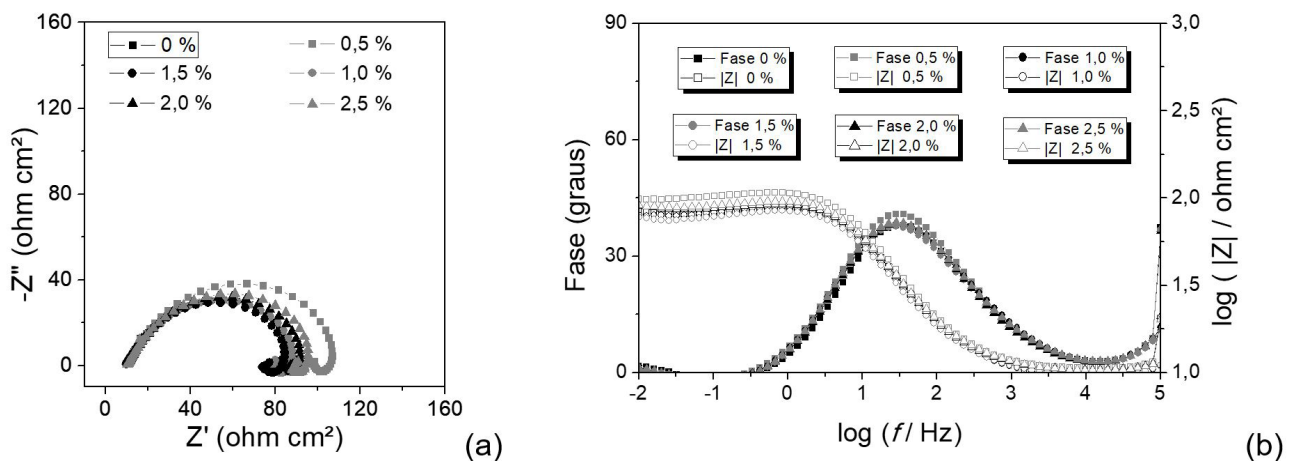 160
120
80
40
0
-Z" (ohm cm²)
0 %
0,5 %
1,5 %
1,0 %
2,0 %
2,5 %
0
40
80
120
160
Z' (ohm cm²)
(a)
90
60
30
0
Fase (graus)
Fase 0 %
|Z| 0 %
Fase 0,5 %
|Z| 0,5 %
Fase 1,0 %
|Z| 1,0 %
Fase 1,5 %
|Z| 1,5 %
Fase 2,0 %
|Z| 2,0 %
Fase 2,5 %
|Z| 2,5 %
3,0
2,5
2,0
1,5
1,0
log ( |Z| / ohm cm²)
-2
-1
0
1
2
3
4
5
log (f / Hz)
(b)